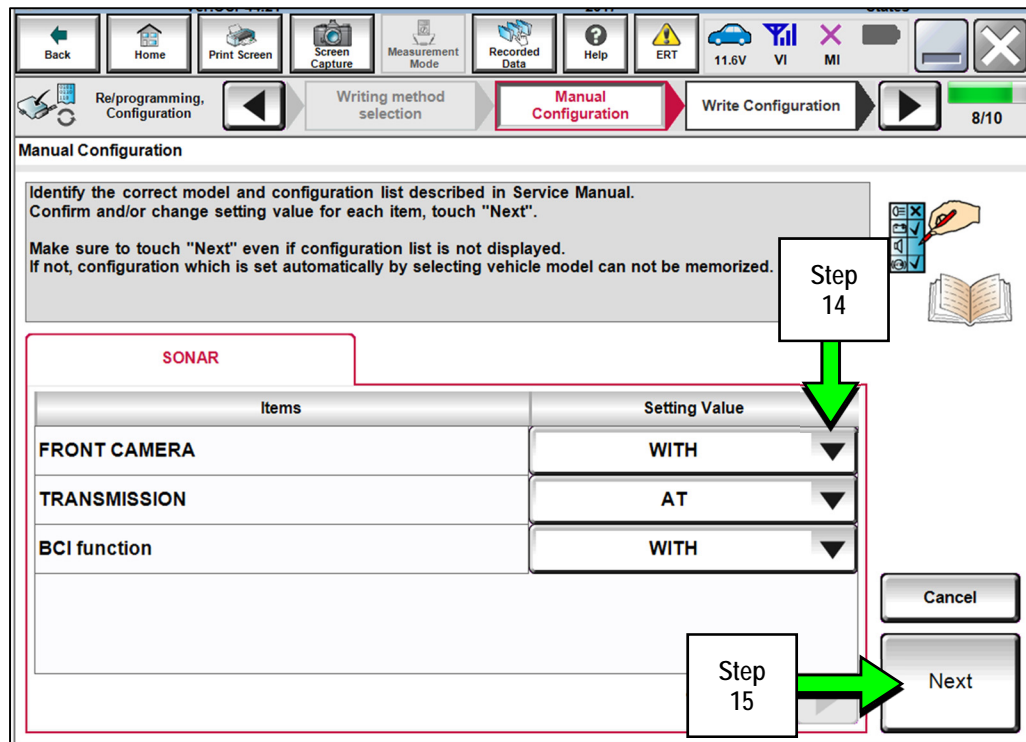 Back
Home
Print Screen
Screen
Capture
Measurement
Mode
Recorded
Data
Help
ERT
11.6V
VI
MI
Re/programming,
Configuration
Writing method
selection
Manual
Configuration
Write Configuration
8/10
Manual Configuration
Identify the correct model and configuration list described in Service Manual.
Confirm and/or change setting value for each item, touch "Next".
Make sure to touch "Next" even if configuration list is not displayed.
If not, configuration which is set automatically by selecting vehicle model can not be memorized.
Step
14
SONAR
Items Setting Value
FRONT CAMERA WITH
TRANSMISSION AT
BCI function WITH
Cancel
Step
15
Next